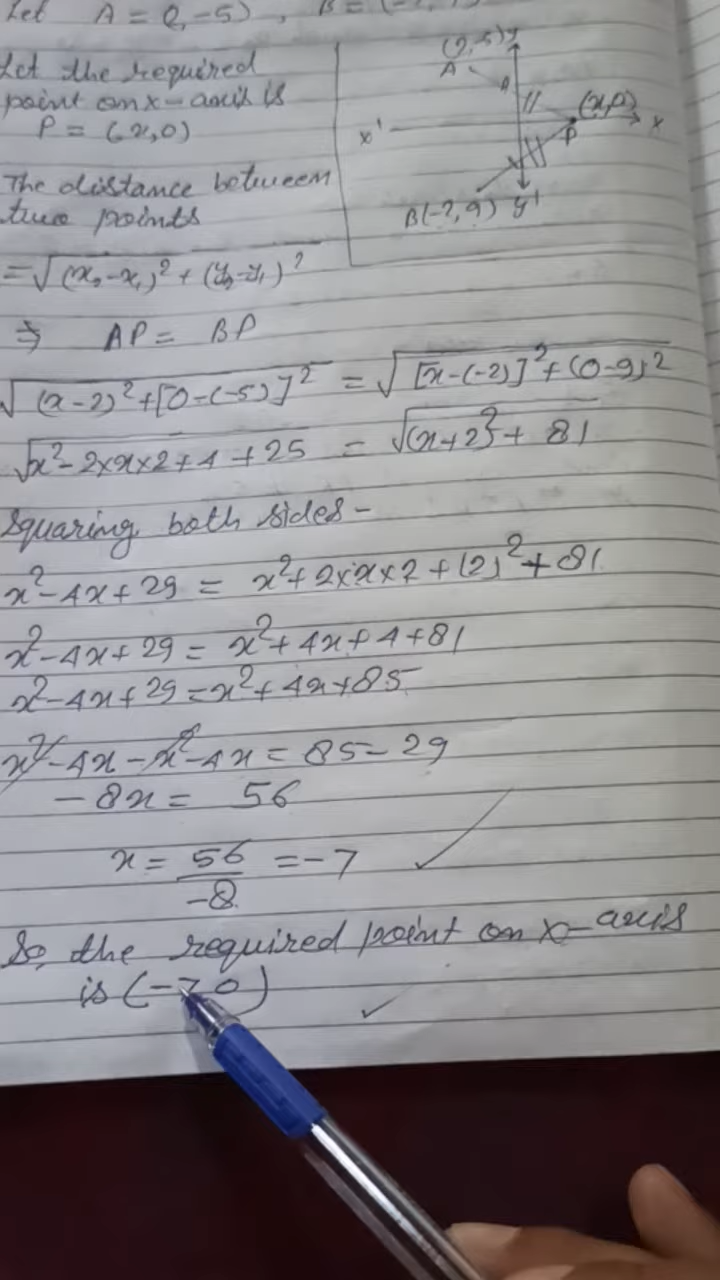 Let A = (2, -5), B = (-2, 9)
Let the required
point on x-axis is
P = (x,0)
The distance between
two points
= √(x₂-x₁)² + (y₂-y₁)²
⇒ AP = BP
√(x-2)²+[0-(-5)]² = √[x-(-2)]²+(0-9)²
√x²-2×x×2+4+25 = √(x+2)²+ 81
Squaring both sides-
x²-4x+29 = x²+2×x×2+(2)²+81
x²-4x+29 = x²+4x+4+81
x²-4x+29=x²+4x+85
x²-4x-x²-4x = 85-29
-8x = 56
x = 56/-8 = -7
So, the required point on x-axis
is (-7,0)
(2,-5) y
A
(x,0)
x' x
P
B(-2,9) y'